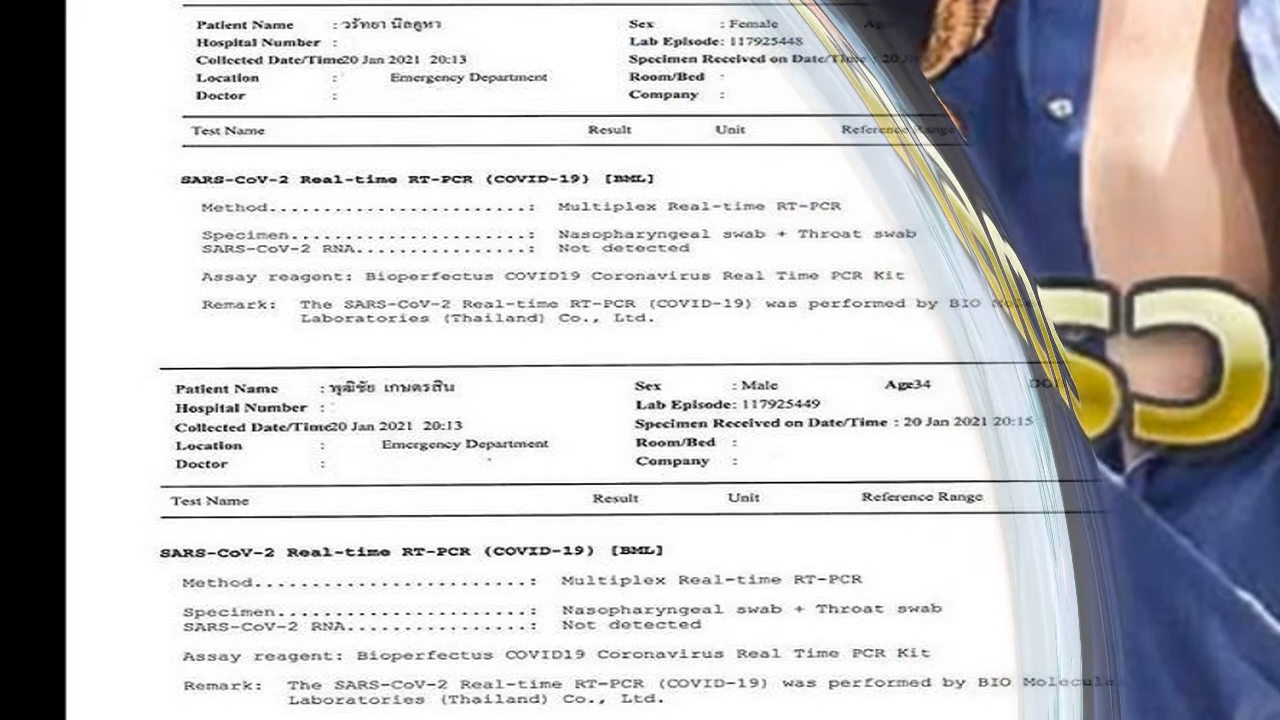 Patient Name : วรัทยา นิลคูหา Sex : Female Ag
Hospital Number : Lab Episode: 117925448
Collected Date/Time20 Jan 2021 20:13 Specimen Received on Date/Time : 20 Ja
Location : Emergency Department Room/Bed :
Doctor : Company :
Test Name Result Unit Reference Range
SARS-CoV-2 Real-time RT-PCR (COVID-19) [BML]
Method.......................: Multiplex Real-time RT-PCR
Specimen.....................: Nasopharyngeal swab + Throat swab
SARS-CoV-2 RNA...............: Not detected
Assay reagent: Bioperfectus COVID19 Coronavirus Real Time PCR Kit
Remark: The SARS-CoV-2 Real-time RT-PCR (COVID-19) was performed by BIO Mole
Laboratories (Thailand) Co., Ltd.
Patient Name : พุฒิชัย เกษตรสิน Sex : Male Age34 DO
Hospital Number : Lab Episode: 117925449
Collected Date/Time20 Jan 2021 20:13 Specimen Received on Date/Time : 20 Jan 2021 20:15
Location : Emergency Department Room/Bed :
Doctor : Company :
Test Name Result Unit Reference Range
SARS-CoV-2 Real-time RT-PCR (COVID-19) [BML]
Method.......................: Multiplex Real-time RT-PCR
Specimen.....................: Nasopharyngeal swab + Throat swab
SARS-CoV-2 RNA...............: Not detected
Assay reagent: Bioperfectus COVID19 Coronavirus Real Time PCR Kit
Remark: The SARS-CoV-2 Real-time RT-PCR (COVID-19) was performed by BIO Molecula
Laboratories (Thailand) Co., Ltd.